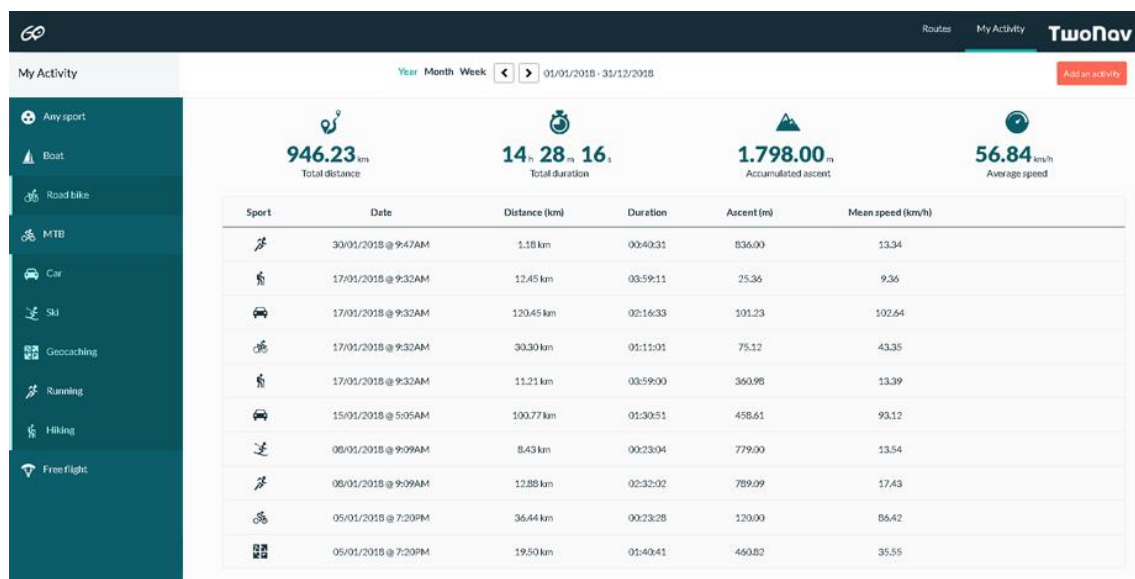 GO
Routes My Activity TwoNav
My Activity
Year Month Week 01/01/2018 - 31/12/2018
Add an activity
Any sport
Boat
Road bike
MTB
Car
Ski
Geocaching
Running
Hiking
Free flight
946.23 km 14 h 28 m 16 s 1.798.00 m 56.84 km/h
Total distance Total duration Accumulated ascent Average speed
Sport Date Distance (km) Duration Ascent (m) Mean speed (km/h)
30/01/2018 @ 9:47AM 1.18 km 00:40:31 836.00 13.34
17/01/2018 @ 9:32AM 12.45 km 03:59:11 25.36 9.36
17/01/2018 @ 9:32AM 120.45 km 02:16:33 101.23 102.64
17/01/2018 @ 9:32AM 30.30 km 01:11:01 75.12 43.35
17/01/2018 @ 9:32AM 11.21 km 03:59:00 360.98 13.39
15/01/2018 @ 5:05AM 100.77 km 01:30:51 458.61 93.12
08/01/2018 @ 9:09AM 8.43 km 00:23:04 779.00 13.54
08/01/2018 @ 9:09AM 12.88 km 02:32:02 789.09 17.43
05/01/2018 @ 7:20PM 36.44 km 00:23:28 120.00 86.42
05/01/2018 @ 7:20PM 19.50 km 01:40:41 460.82 35.55